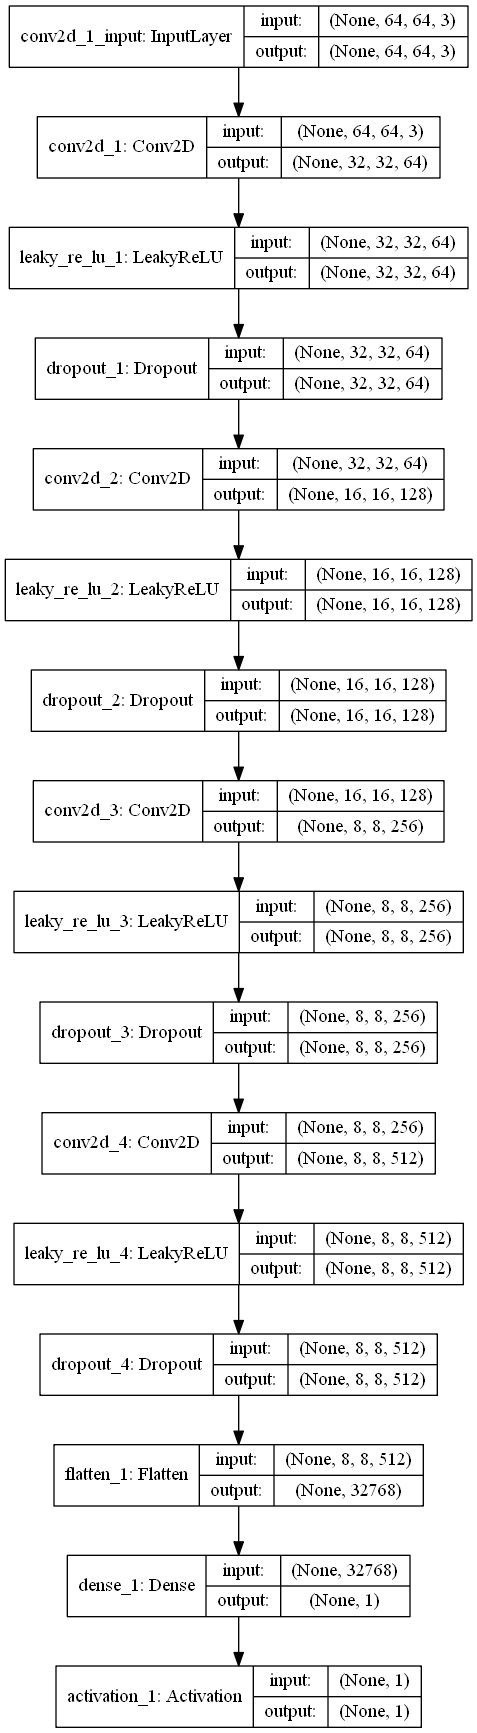 conv2d_1_input: InputLayer
input: (None, 64, 64, 3)
output: (None, 64, 64, 3)
conv2d_1: Conv2D
input: (None, 64, 64, 3)
output: (None, 32, 32, 64)
leaky_re_lu_1: LeakyReLU
input: (None, 32, 32, 64)
output: (None, 32, 32, 64)
dropout_1: Dropout
input: (None, 32, 32, 64)
output: (None, 32, 32, 64)
conv2d_2: Conv2D
input: (None, 32, 32, 64)
output: (None, 16, 16, 128)
leaky_re_lu_2: LeakyReLU
input: (None, 16, 16, 128)
output: (None, 16, 16, 128)
dropout_2: Dropout
input: (None, 16, 16, 128)
output: (None, 16, 16, 128)
conv2d_3: Conv2D
input: (None, 16, 16, 128)
output: (None, 8, 8, 256)
leaky_re_lu_3: LeakyReLU
input: (None, 8, 8, 256)
output: (None, 8, 8, 256)
dropout_3: Dropout
input: (None, 8, 8, 256)
output: (None, 8, 8, 256)
conv2d_4: Conv2D
input: (None, 8, 8, 256)
output: (None, 8, 8, 512)
leaky_re_lu_4: LeakyReLU
input: (None, 8, 8, 512)
output: (None, 8, 8, 512)
dropout_4: Dropout
input: (None, 8, 8, 512)
output: (None, 8, 8, 512)
flatten_1: Flatten
input: (None, 8, 8, 512)
output: (None, 32768)
dense_1: Dense
input: (None, 32768)
output: (None, 1)
activation_1: Activation
input: (None, 1)
output: (None, 1)